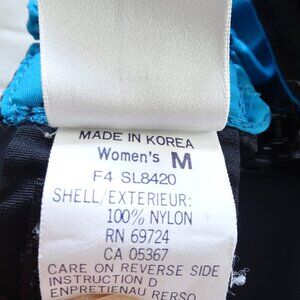 MADE IN KOREA
Women's M
F4 SL8420
SHELL/EXTERIEUR:
100% NYLON
RN 69724
CA 05367
CARE ON REVERSE SIDE
INSTRUCTION D
ENPRETIENAU RERSO